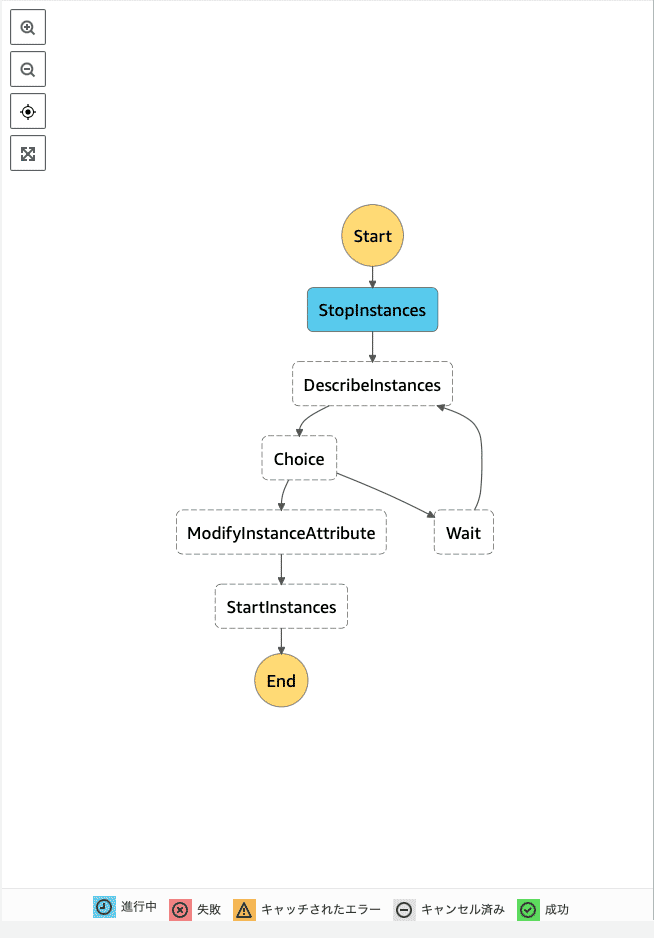 Start
StopInstances
DescribeInstances
Choice
ModifyInstanceAttribute
Wait
StartInstances
End
進行中 失敗 キャッチされたエラー キャンセル済み 成功